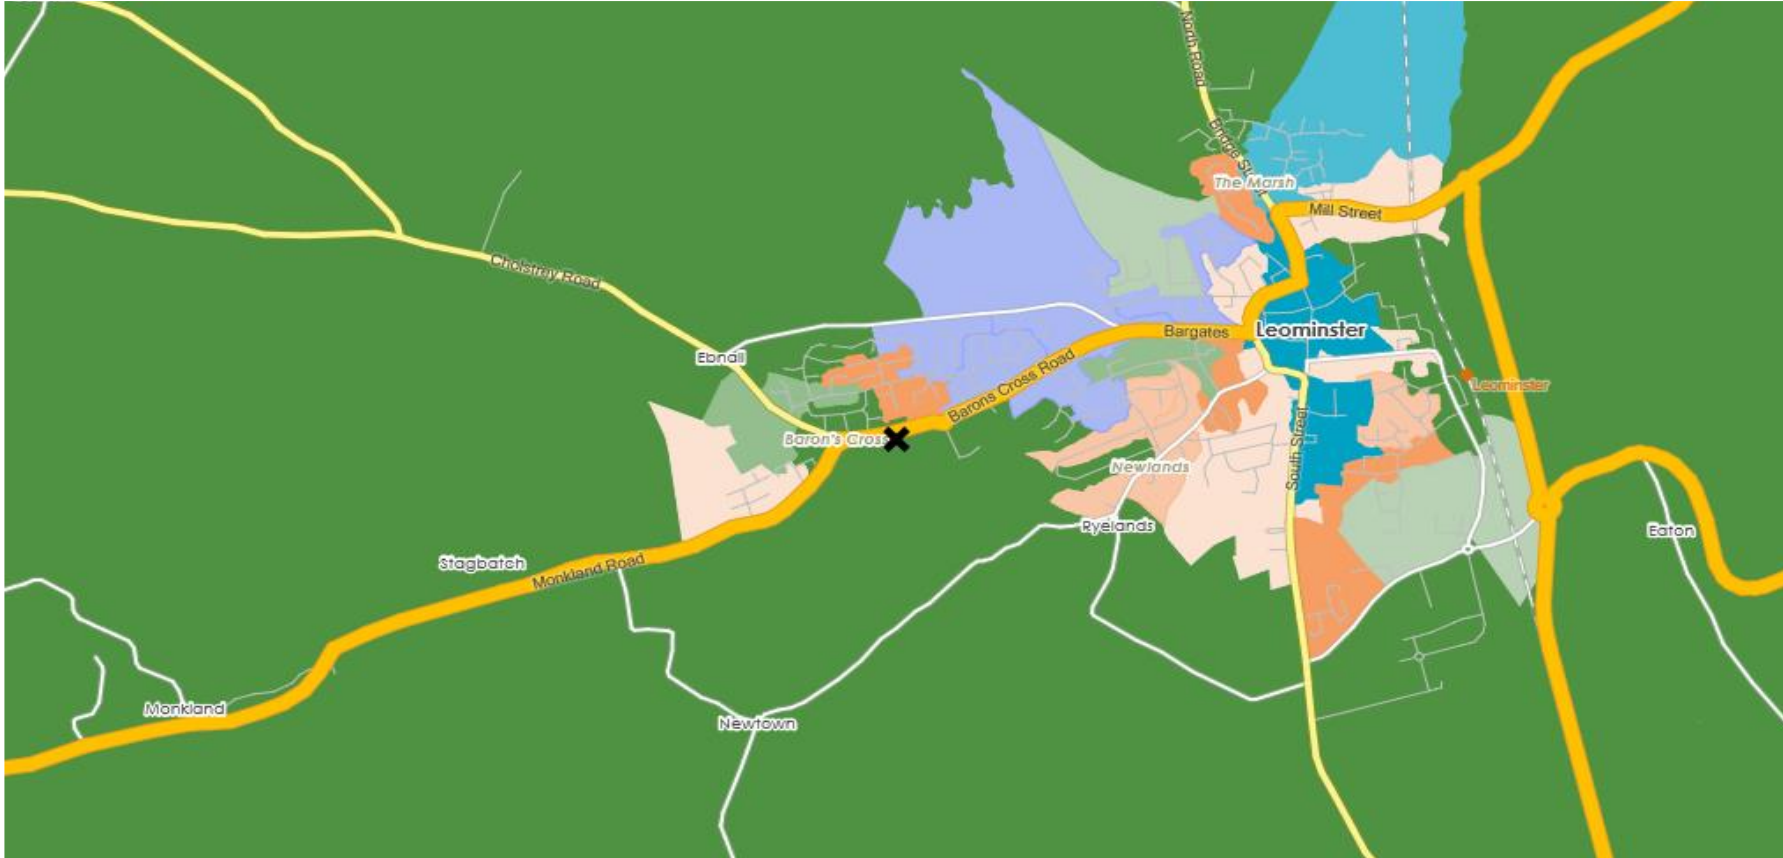 North Road
Bridge Street
The Marsh
Mill Street
Cholstrey Road
Bargates
Leominster
Ebnall
Barons Cross Road
Leominster
Baron's Cross
Newlands
South Street
Ryelands
Eaton
Stagbatch
Monkland Road
Monkland
Newtown